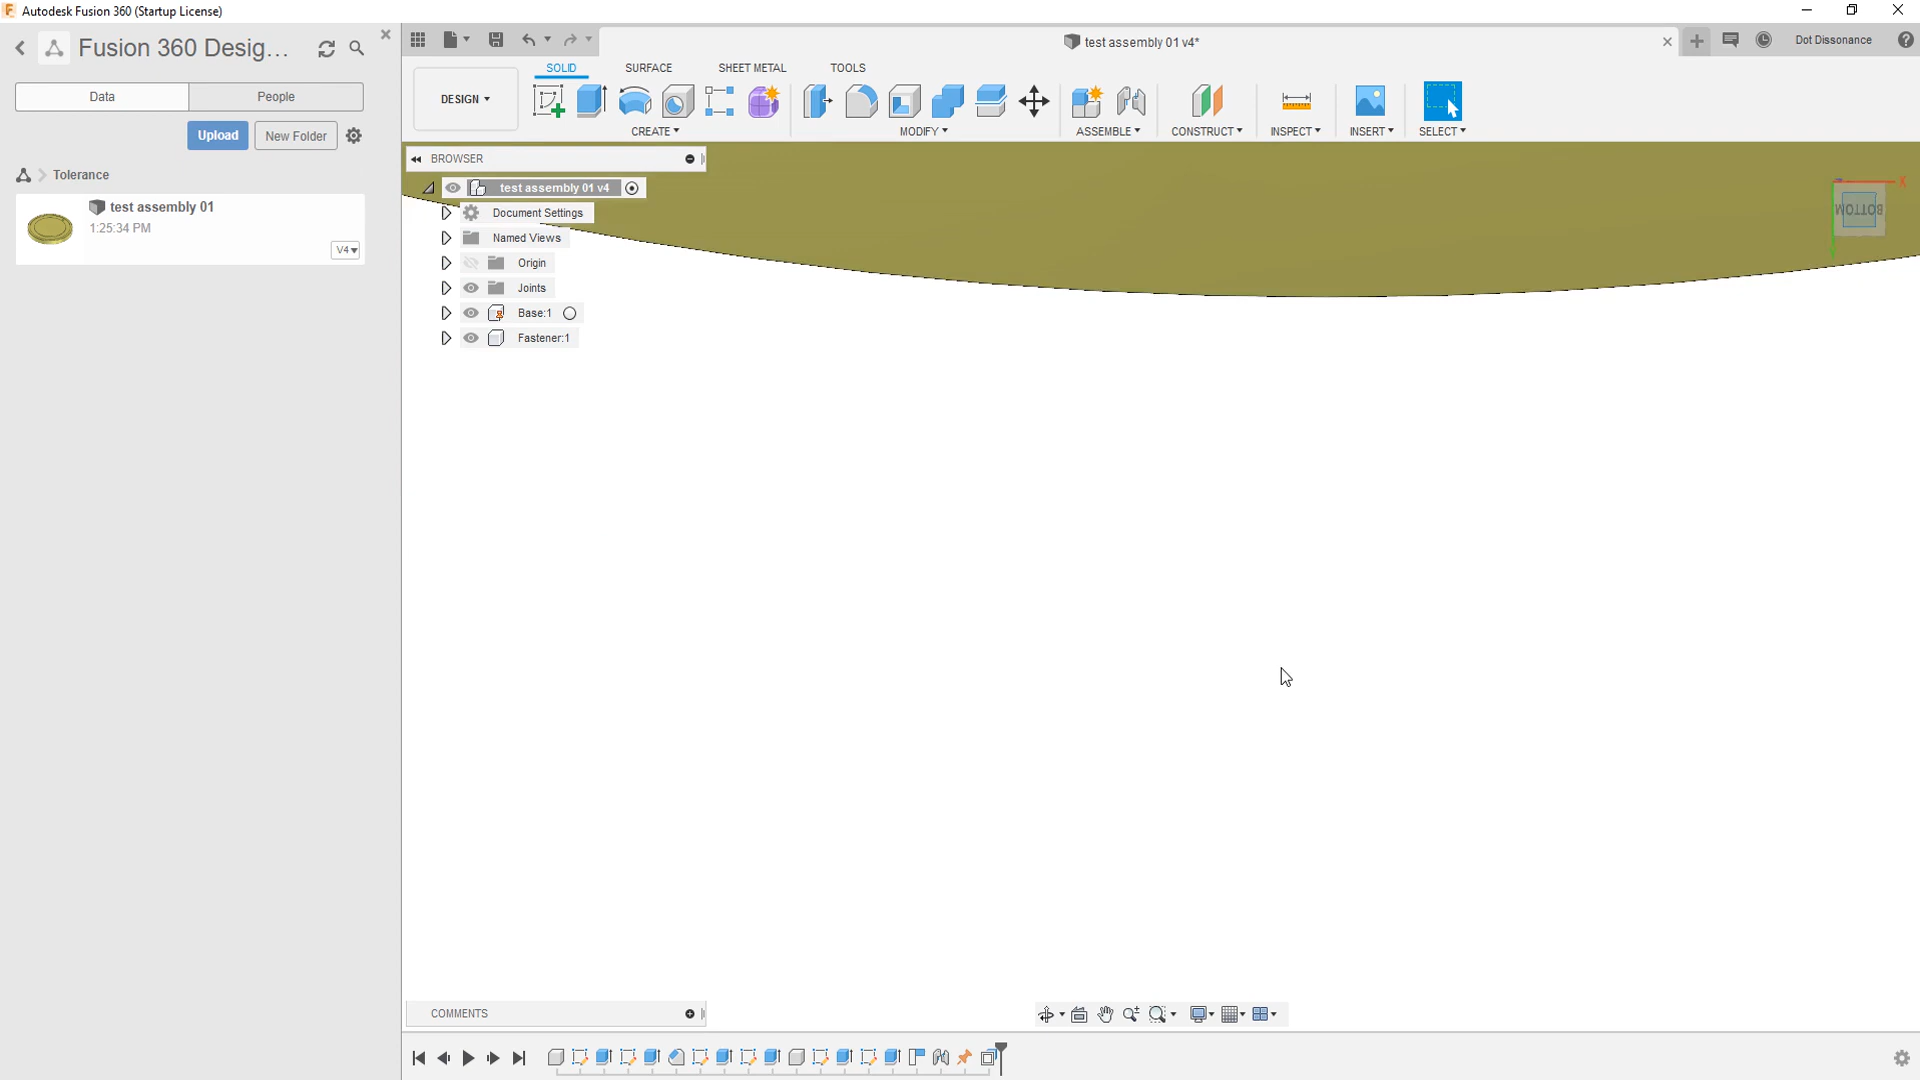 Autodesk Fusion 360 (Startup License)
Fusion 360 Desig...
Data
People
Upload
New Folder
Tolerance
test assembly 01
1:25:34 PM
V4
test assembly 01 v4*
Dot Dissonance
SOLID
SURFACE
SHEET METAL
TOOLS
DESIGN
CREATE
MODIFY
ASSEMBLE
CONSTRUCT
INSPECT
INSERT
SELECT
BROWSER
test assembly 01 v4
Document Settings
Named Views
Origin
Joints
Base:1
Fastener:1
X
BOTTOM
COMMENTS